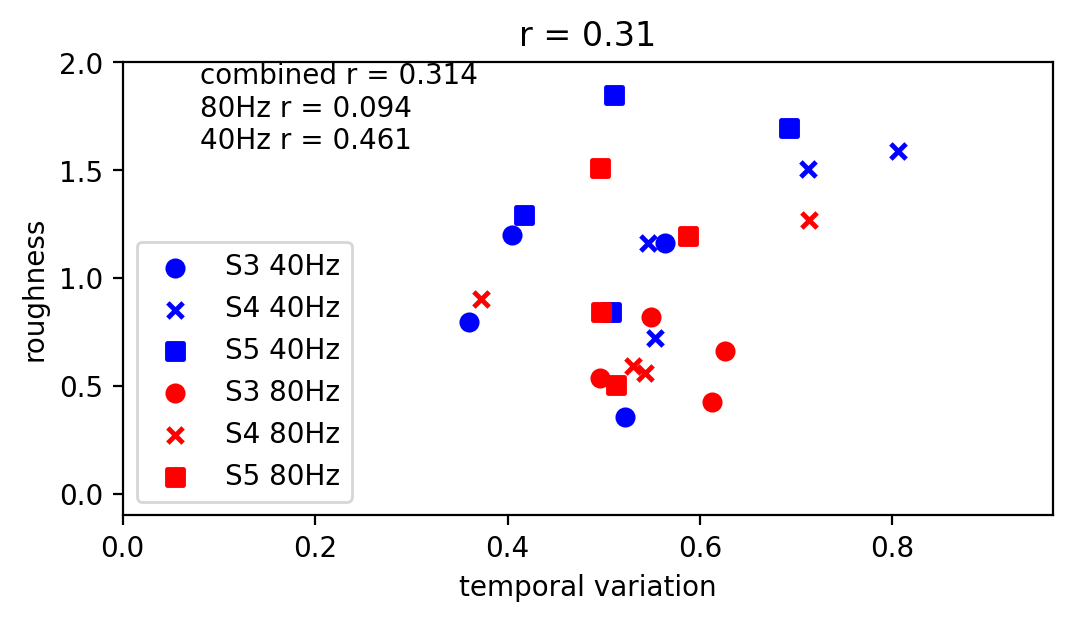 r = 0.31
combined r = 0.314
80Hz r = 0.094
40Hz r = 0.461
2.0
1.5
1.0
0.5
0.0
roughness
S3 40Hz
S4 40Hz
S5 40Hz
S3 80Hz
S4 80Hz
S5 80Hz
0.0 0.2 0.4 0.6 0.8
temporal variation